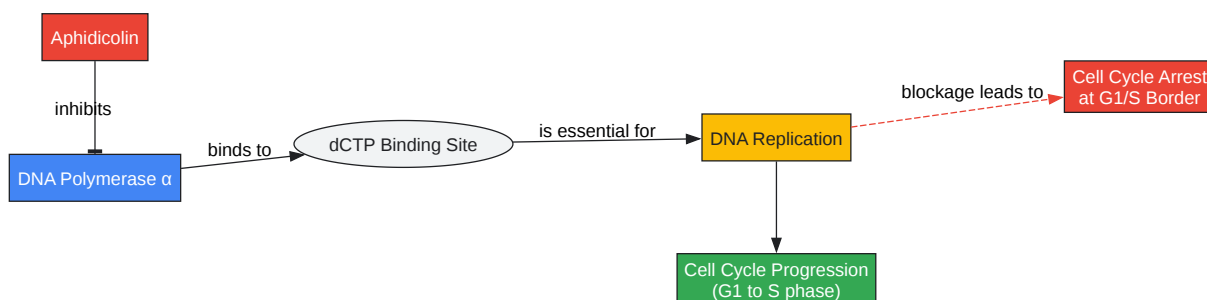 Aphidicolin
inhibits
DNA Polymerase α
binds to
dCTP Binding Site
is essential for
DNA Replication
blockage leads to
Cell Cycle Arrest
at G1/S Border
Cell Cycle Progression
(G1 to S phase)